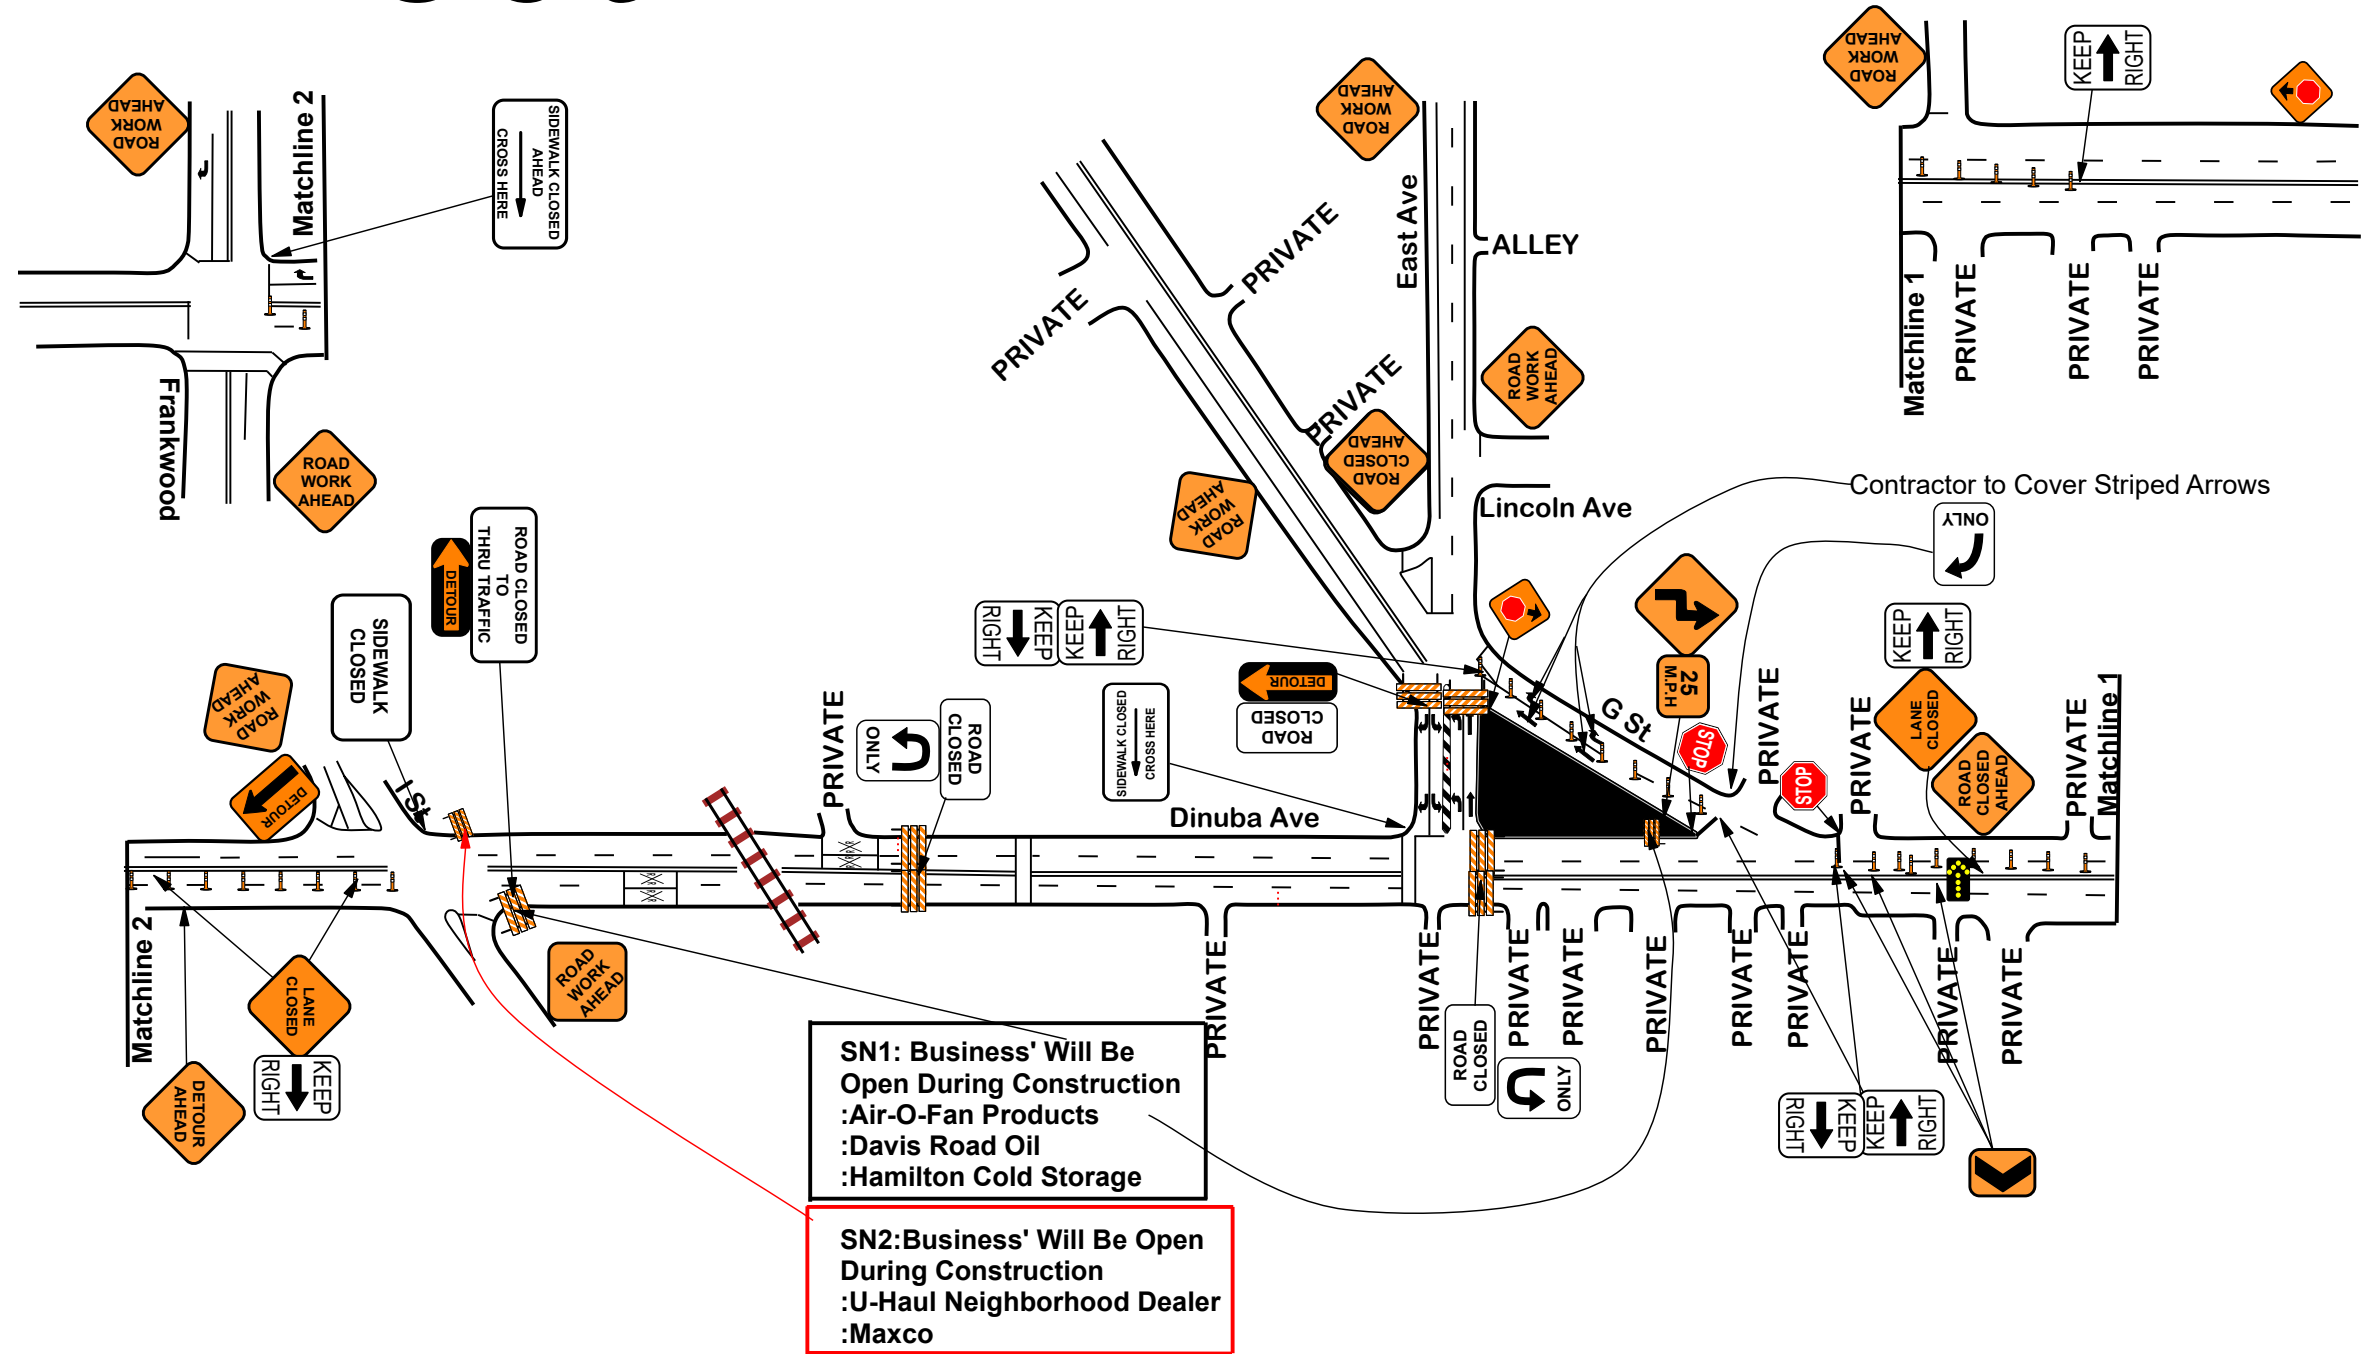 ROAD
WORK
AHEAD
Matchline 2
SIDEWALK CLOSED
AHEAD
CROSS HERE
Frankwood
ROAD
WORK
AHEAD
ROAD
WORK
AHEAD
East Ave
ALLEY
PRIVATE
PRIVATE
PRIVATE
ROAD
WORK
AHEAD
ROAD
CLOSED
AHEAD
ROAD
WORK
AHEAD
Lincoln Ave
ROAD
WORK
AHEAD
KEEP
RIGHT
Matchline 1
PRIVATE
PRIVATE
PRIVATE
Contractor to Cover Striped Arrows
ONLY
ROAD CLOSED
TO
THRU TRAFFIC
DETOUR
SIDEWALK
CLOSED
ROAD
WORK
AHEAD
DETOUR
I St
PRIVATE
ONLY
ROAD
CLOSED
KEEP
RIGHT
KEEP
RIGHT
SIDEWALK CLOSED
CROSS HERE
DETOUR
ROAD
CLOSED
Dinuba Ave
G St
25
M.P.H
STOP
PRIVATE
STOP
PRIVATE
KEEP
RIGHT
LANE
CLOSED
ROAD
CLOSED
AHEAD
PRIVATE
Matchline 1
Matchline 2
DETOUR
AHEAD
LANE
CLOSED
KEEP
RIGHT
ROAD
WORK
AHEAD
PRIVATE
PRIVATE
ROAD
CLOSED
ONLY
PRIVATE
PRIVATE
PRIVATE
PRIVATE
PRIVATE
PRIVATE
PRIVATE
KEEP
RIGHT
KEEP
RIGHT
SN1: Business' Will Be
Open During Construction
:Air-O-Fan Products
:Davis Road Oil
:Hamilton Cold Storage
SN2:Business' Will Be Open
During Construction
:U-Haul Neighborhood Dealer
:Maxco